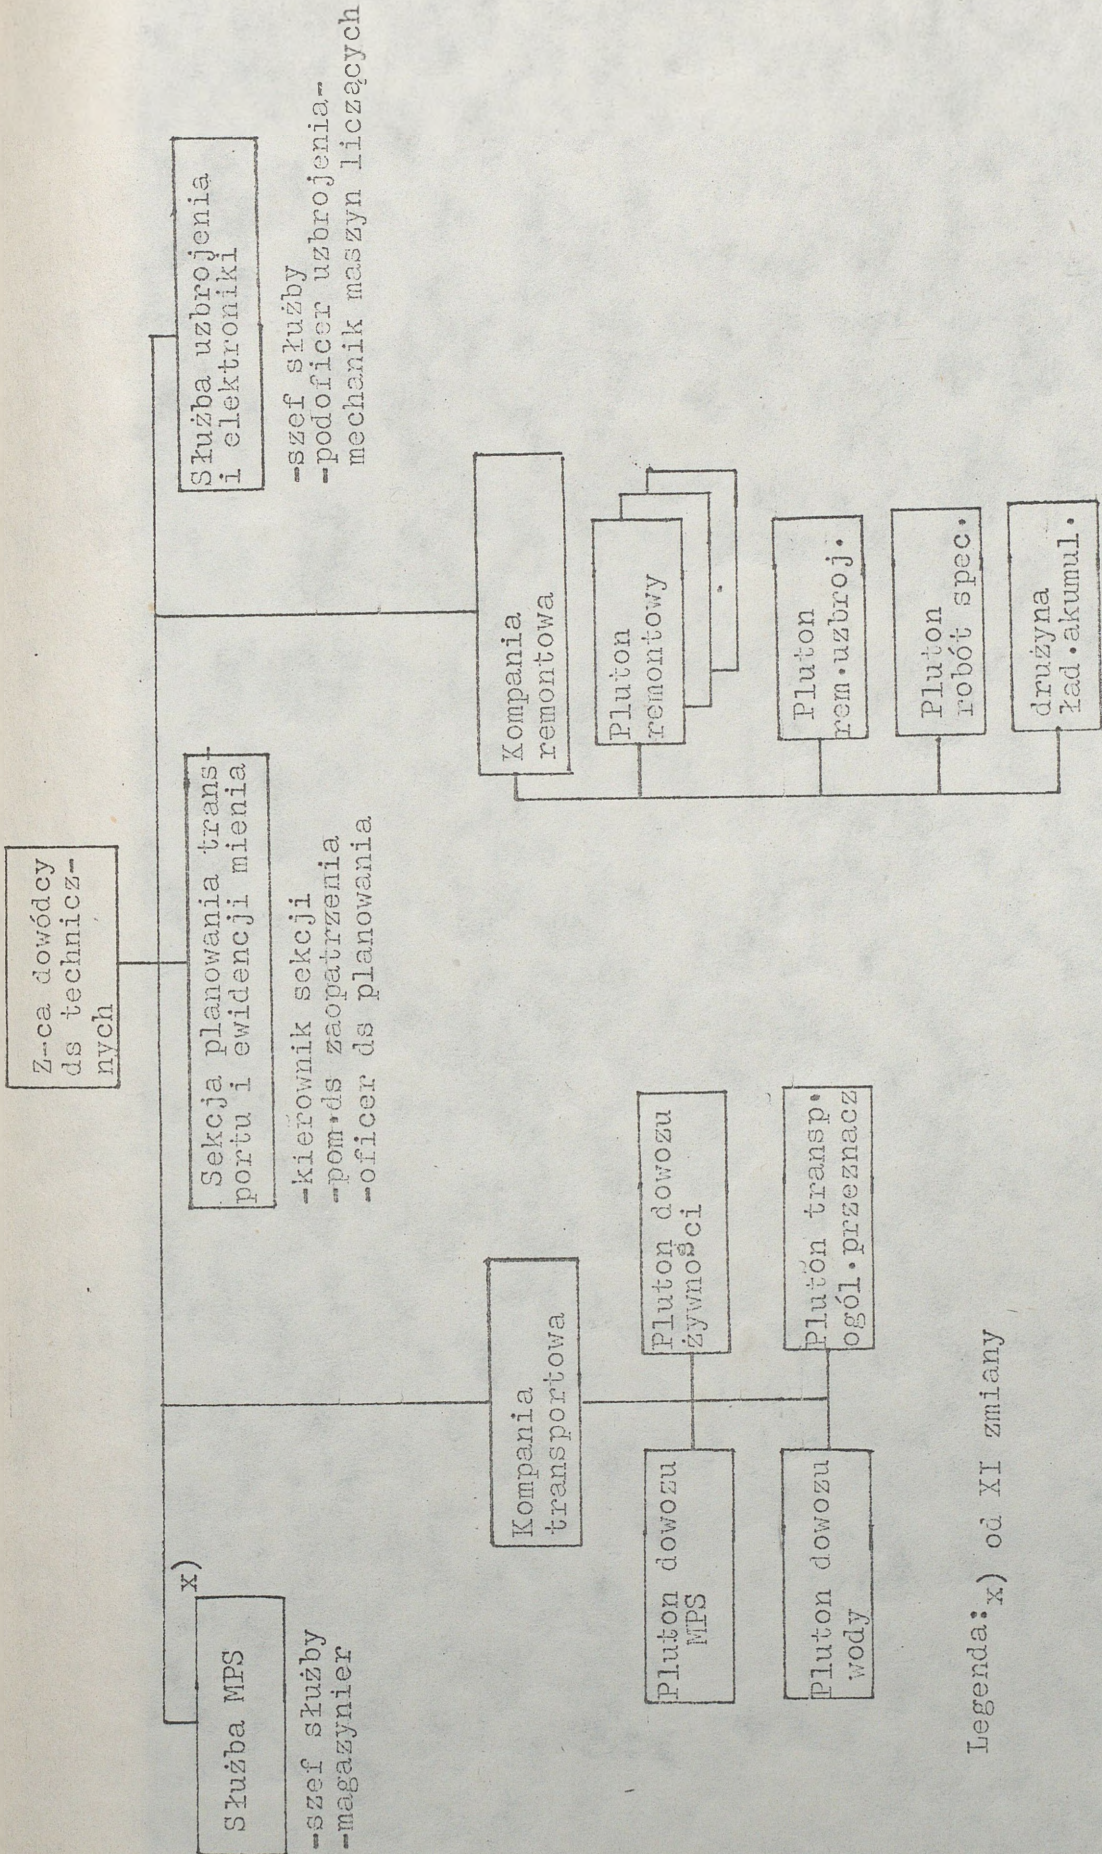 Z-ca dowódcy
ds technicz-
nych
Służba MPS
x)
-szef służby
-magazynier
Sekcja planowania trans-
portu i ewidencji mienia
-kierownik sekcji
-pom.ds zaopatrzenia
-oficer ds planowania
Służba uzbrojenia
i elektroniki
-szef służby
-podoficer uzbrojenia-
mechanik maszyn liczących
Kompania
transportowa
Pluton dowozu
MPS
Pluton dowozu
żywności
Pluton dowozu
wody
Pluton transp.
ogól.przeznacz
Kompania
remontowa
Pluton
remontowy
Pluton
rem.uzbroj.
Pluton
robót spec.
drużyna
ład.akumul.
Legenda: x) od XI zmiany